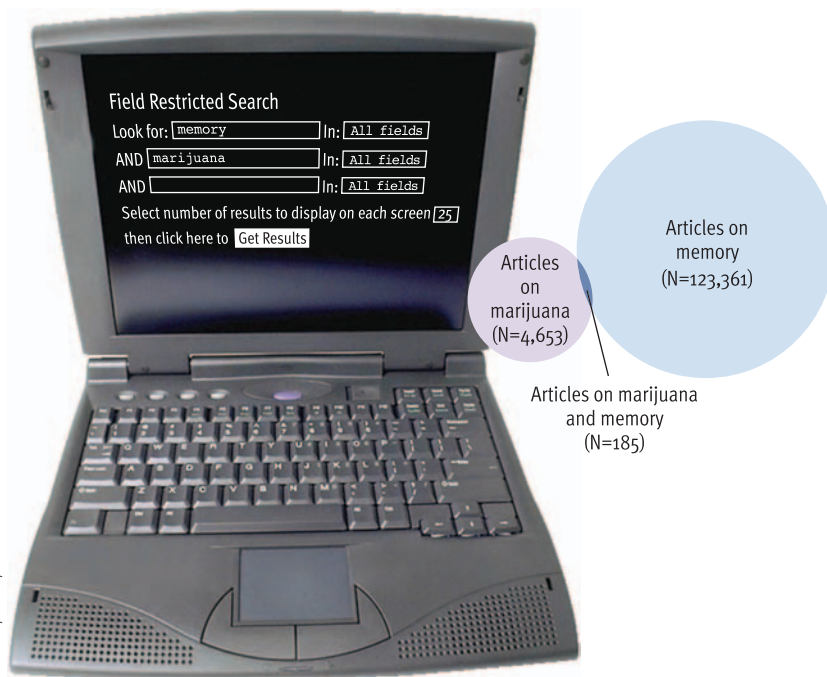 Field Restricted Search
Look for: memory In: All fields
AND marijuana In: All fields
AND In: All fields
Select number of results to display on each screen 25
then click here to Get Results
Articles
on
marijuana
(N=4,653)
Articles on
memory
(N=123,361)
Articles on marijuana
and memory
(N=185)